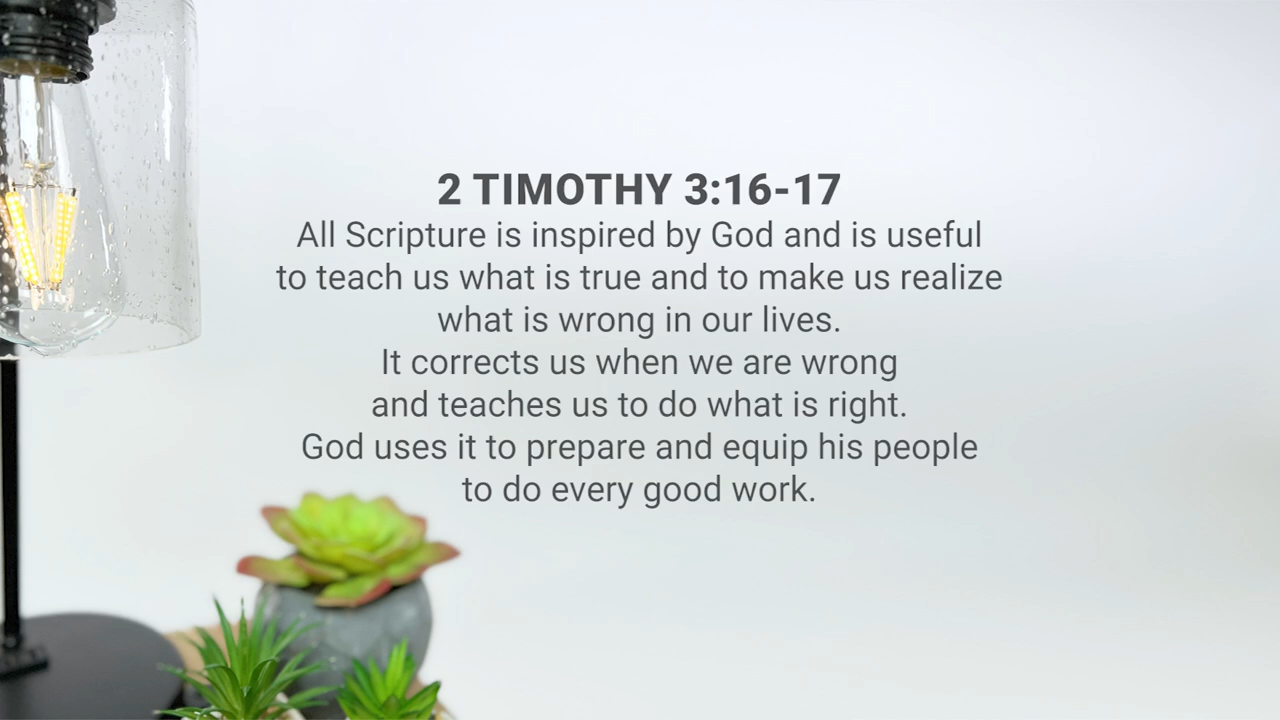 2 TIMOTHY 3:16-17
All Scripture is inspired by God and is useful
to teach us what is true and to make us realize
what is wrong in our lives.
It corrects us when we are wrong
and teaches us to do what is right.
God uses it to prepare and equip his people
to do every good work.